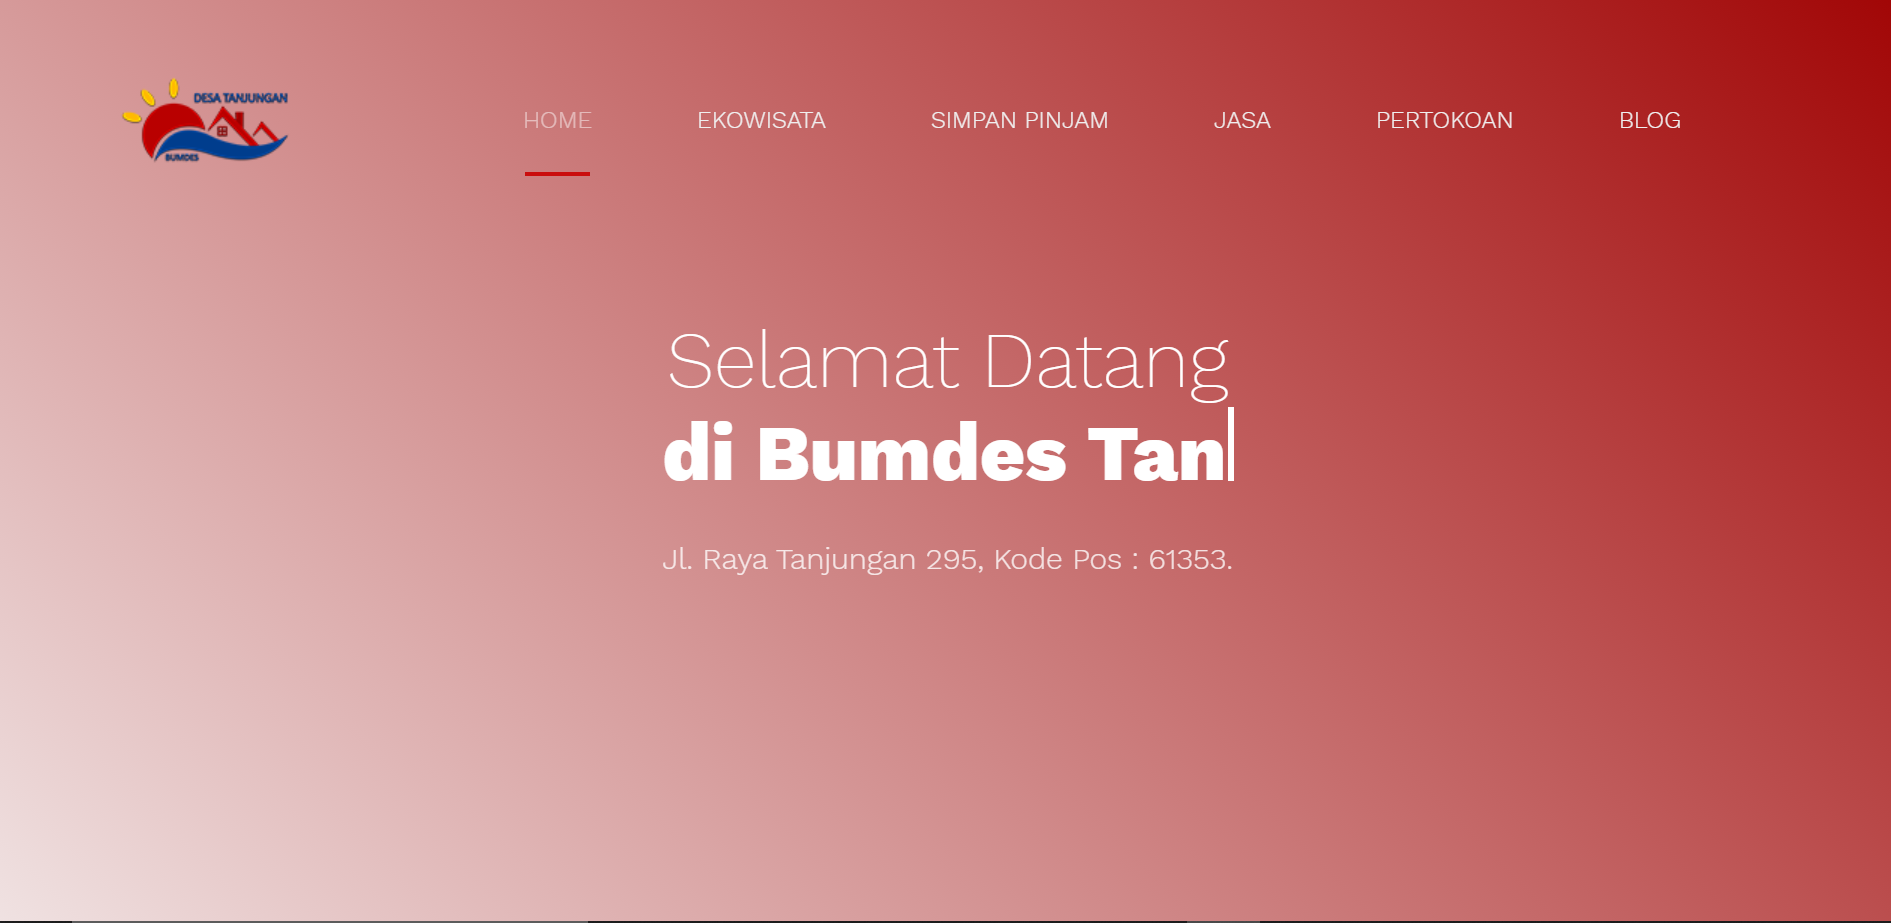 DESA TANJUNGAN
BUMDES
HOME EKOWISATA SIMPAN PINJAM JASA PERTOKOAN BLOG
Selamat Datang
di Bumdes Tan
Jl. Raya Tanjungan 295, Kode Pos : 61353.